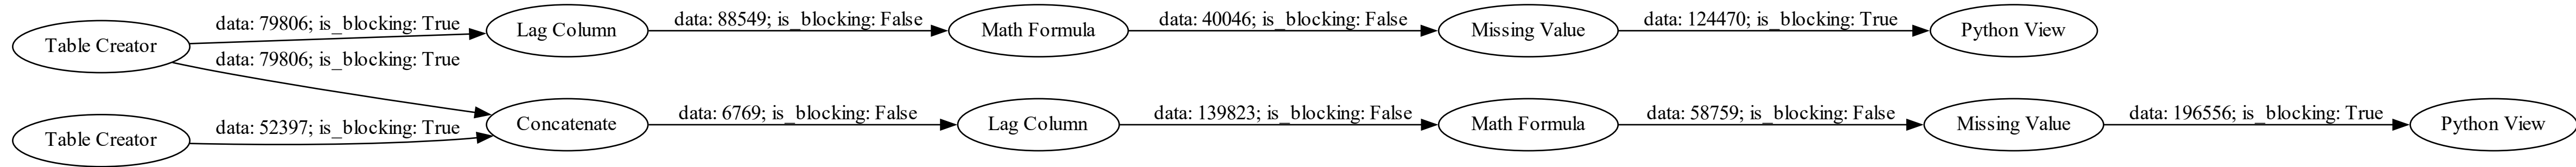 Table Creator
data: 79806; is_blocking: True
Lag Column
data: 88549; is_blocking: False
Math Formula
data: 40046; is_blocking: False
Missing Value
data: 124470; is_blocking: True
Python View
data: 79806; is_blocking: True
Table Creator
data: 52397; is_blocking: True
Concatenate
data: 6769; is_blocking: False
Lag Column
data: 139823; is_blocking: False
Math Formula
data: 58759; is_blocking: False
Missing Value
data: 196556; is_blocking: True
Python View